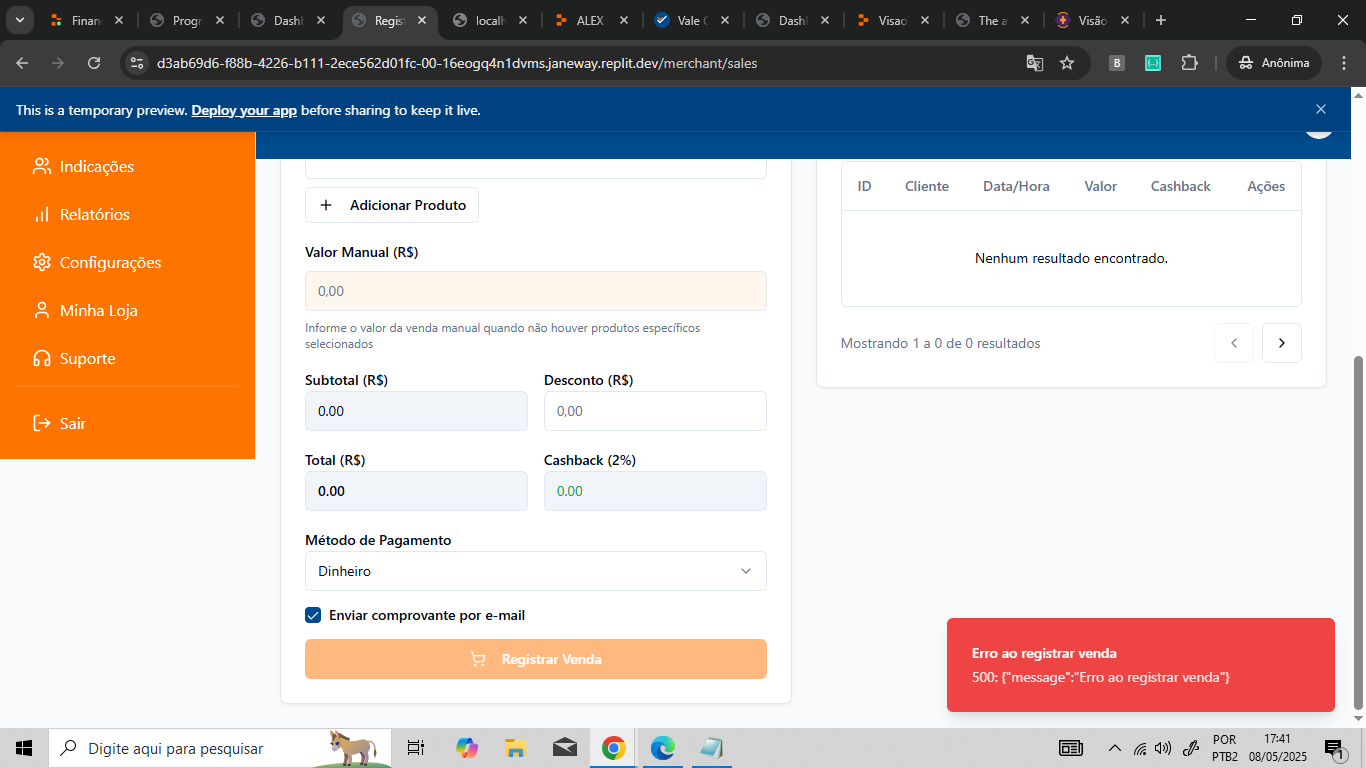 Finan
Progr
Dashl
Regist
localh
ALEX
Vale C
Dashl
Visao
The a
Visão
d3ab69d6-f88b-4226-b111-2ece562d01fc-00-16eogq4n1dvms.janeway.replit.dev/merchant/sales
Anônima
This is a temporary preview. Deploy your app before sharing to keep it live.
Indicações
Relatórios
Configurações
Minha Loja
Suporte
Sair
Adicionar Produto
Valor Manual (R$)
0,00
Informe o valor da venda manual quando não houver produtos específicos
selecionados
Subtotal (R$)
Desconto (R$)
0.00
0,00
Total (R$)
Cashback (2%)
0.00
0.00
Método de Pagamento
Dinheiro
Enviar comprovante por e-mail
Registrar Venda
ID Cliente Data/Hora Valor Cashback Ações
Nenhum resultado encontrado.
Mostrando 1 a 0 de 0 resultados
Erro ao registrar venda
500: {"message":"Erro ao registrar venda"}
Digite aqui para pesquisar
POR
PTB2
17:41
08/05/2025
1